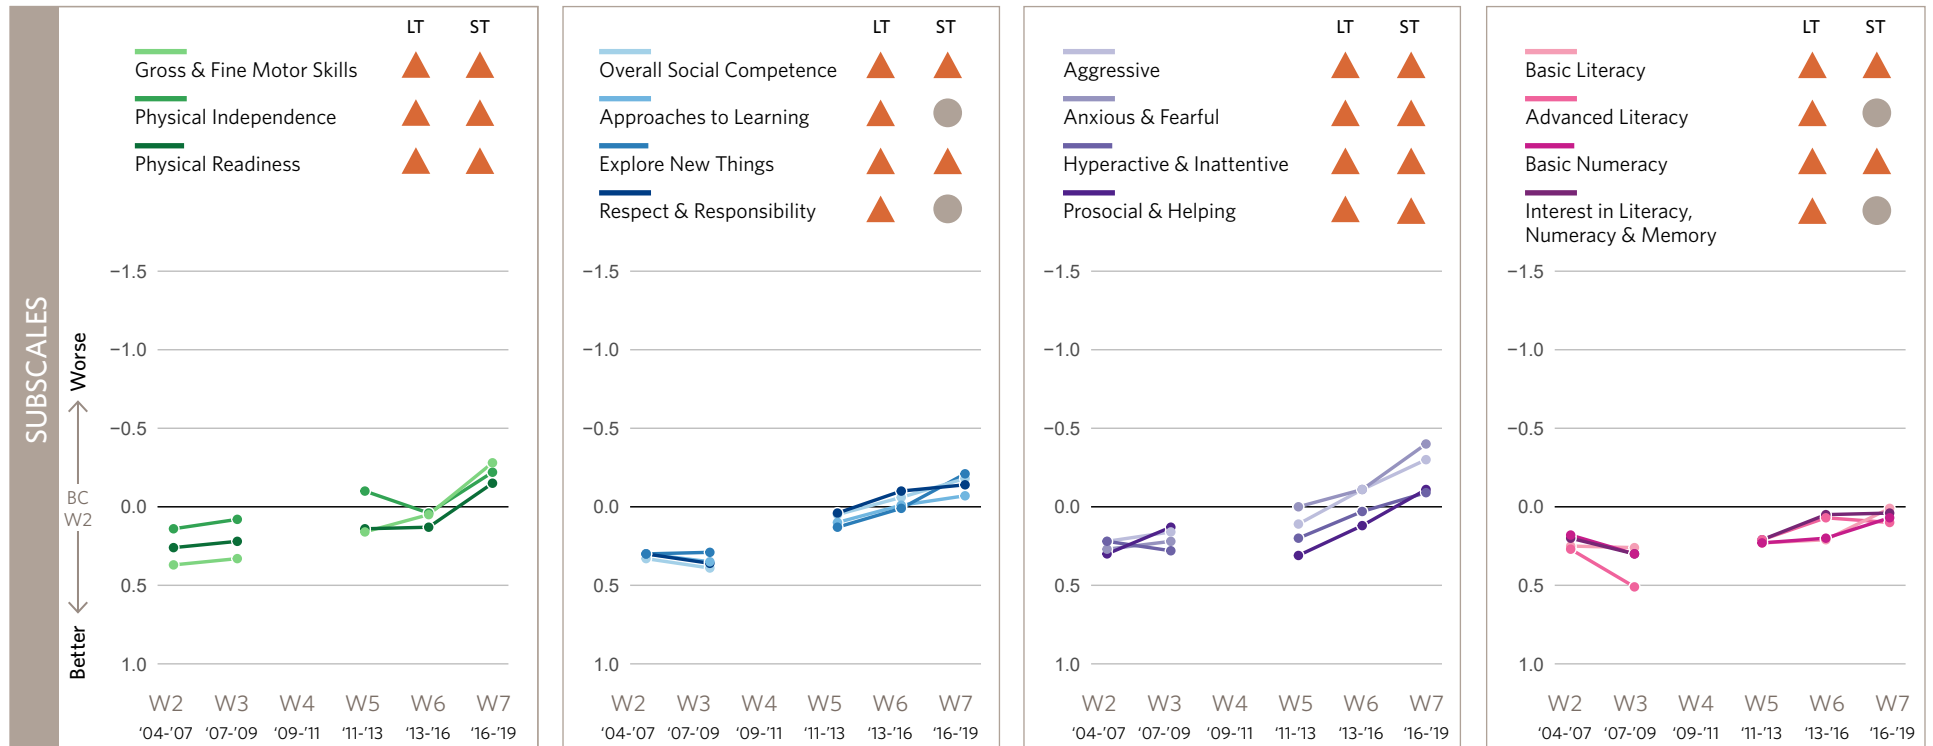 SUBSCALES
Worse
BC
W2
Better
LT ST
Gross & Fine Motor Skills
Physical Independence
Physical Readiness
−1.5
−1.0
−0.5
0.0
0.5
1.0
W2 W3 W4 W5 W6 W7
‘04-’07 ‘07-’09 ‘09-’11 ‘11-’13 ‘13-’16 ‘16-’19
LT ST
Overall Social Competence
Approaches to Learning
Explore New Things
Respect & Responsibility
−1.5
−1.0
−0.5
0.0
0.5
1.0
W2 W3 W4 W5 W6 W7
‘04-’07 ‘07-’09 ‘09-’11 ‘11-’13 ‘13-’16 ‘16-’19
LT ST
Aggressive
Anxious & Fearful
Hyperactive & Inattentive
Prosocial & Helping
−1.5
−1.0
−0.5
0.0
0.5
1.0
W2 W3 W4 W5 W6 W7
‘04-’07 ‘07-’09 ‘09-’11 ‘11-’13 ‘13-’16 ‘16-’19
LT ST
Basic Literacy
Advanced Literacy
Basic Numeracy
Interest in Literacy,
Numeracy & Memory
−1.5
−1.0
−0.5
0.0
0.5
1.0
W2 W3 W4 W5 W6 W7
‘04-’07 ‘07-’09 ‘09-’11 ‘11-’13 ‘13-’16 ‘16-’19